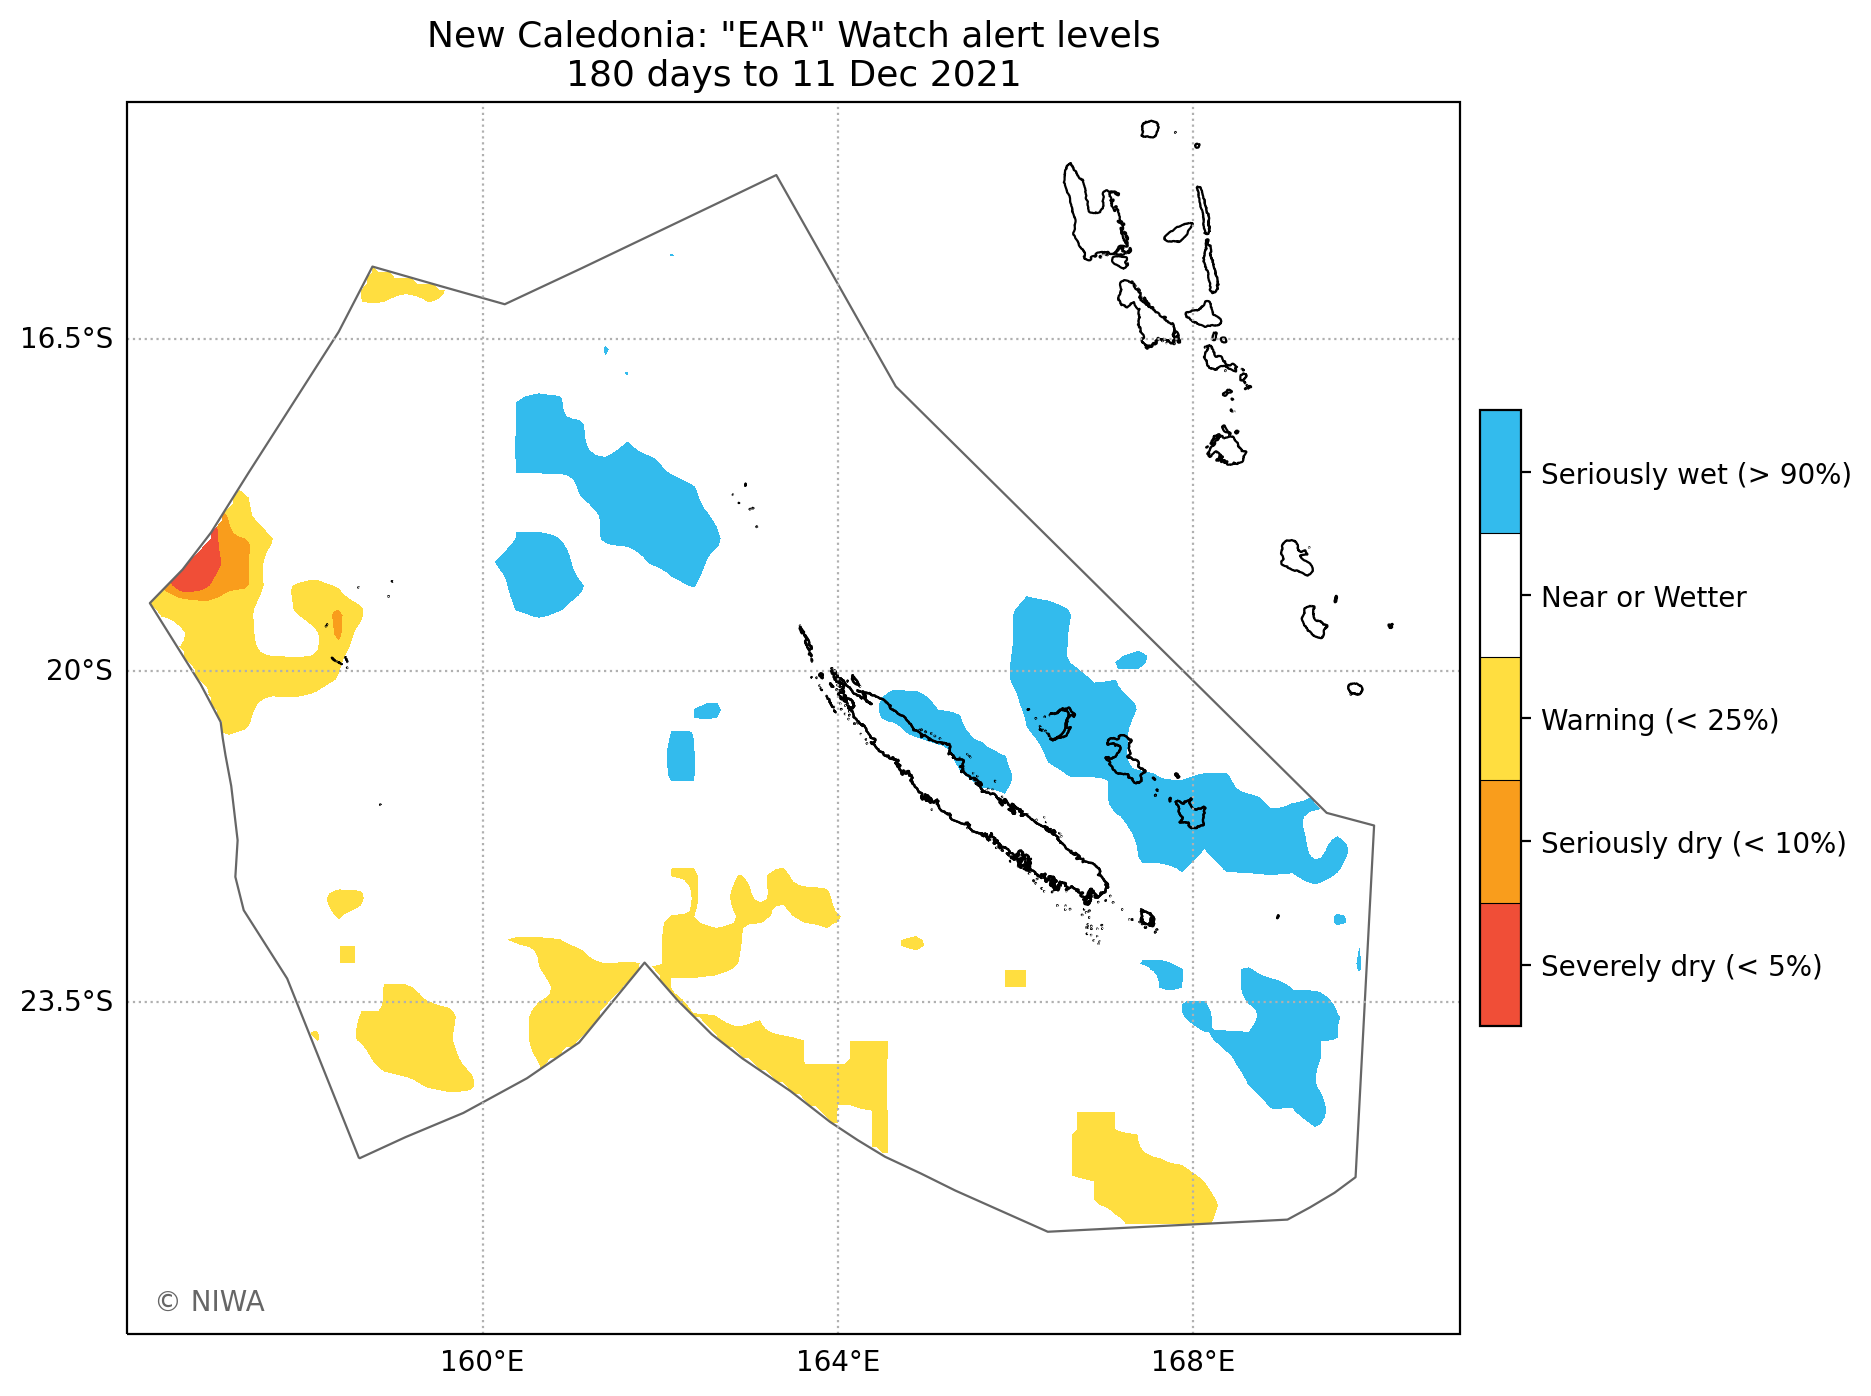 New Caledonia: "EAR" Watch alert levels
180 days to 11 Dec 2021
16.5°S
20°S
23.5°S
160°E
164°E
168°E
Seriously wet (> 90%)
Near or Wetter
Warning (< 25%)
Seriously dry (< 10%)
Severely dry (< 5%)
© NIWA